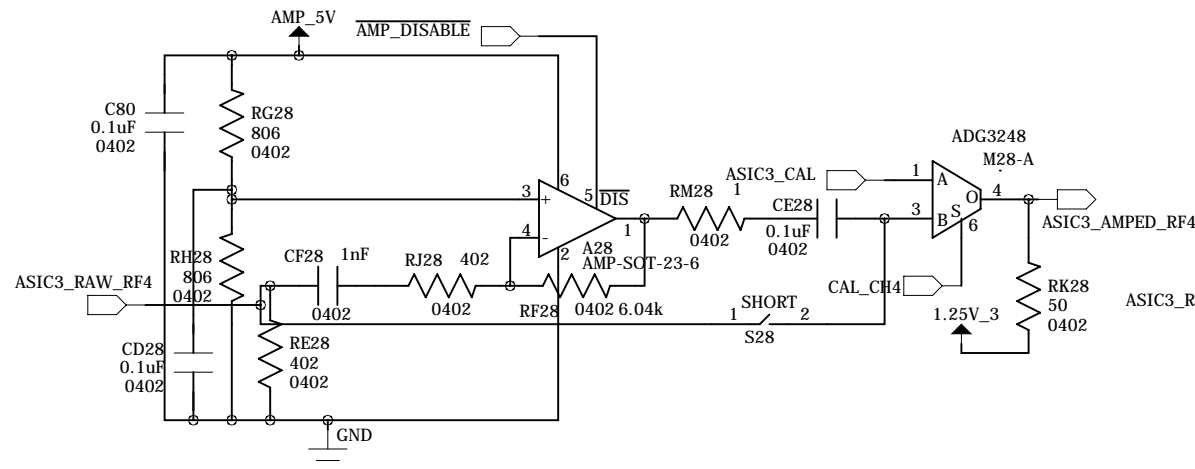 AMP_5V
AMP_DISABLE
C80
0.1uF
0402
RG28
806
0402
ADG3248
M28-A
ASIC3_CAL
1
A
O
4
3
B
S
6
ASIC3_AMPED_RF4
3
+
6
5
DIS
4
-
2
1
A28
AMP-SOT-23-6
RM28
1
0402
CE28
0.1uF
0402
RH28
806
0402
CF28
1nF
0402
RJ28
402
0402
RF28
0402
6.04k
ASIC3_RAW_RF4
CAL_CH4
SHORT
1
2
S28
1.25V_3
RK28
50
0402
ASIC3_R
CD28
0.1uF
0402
RE28
402
0402
GND